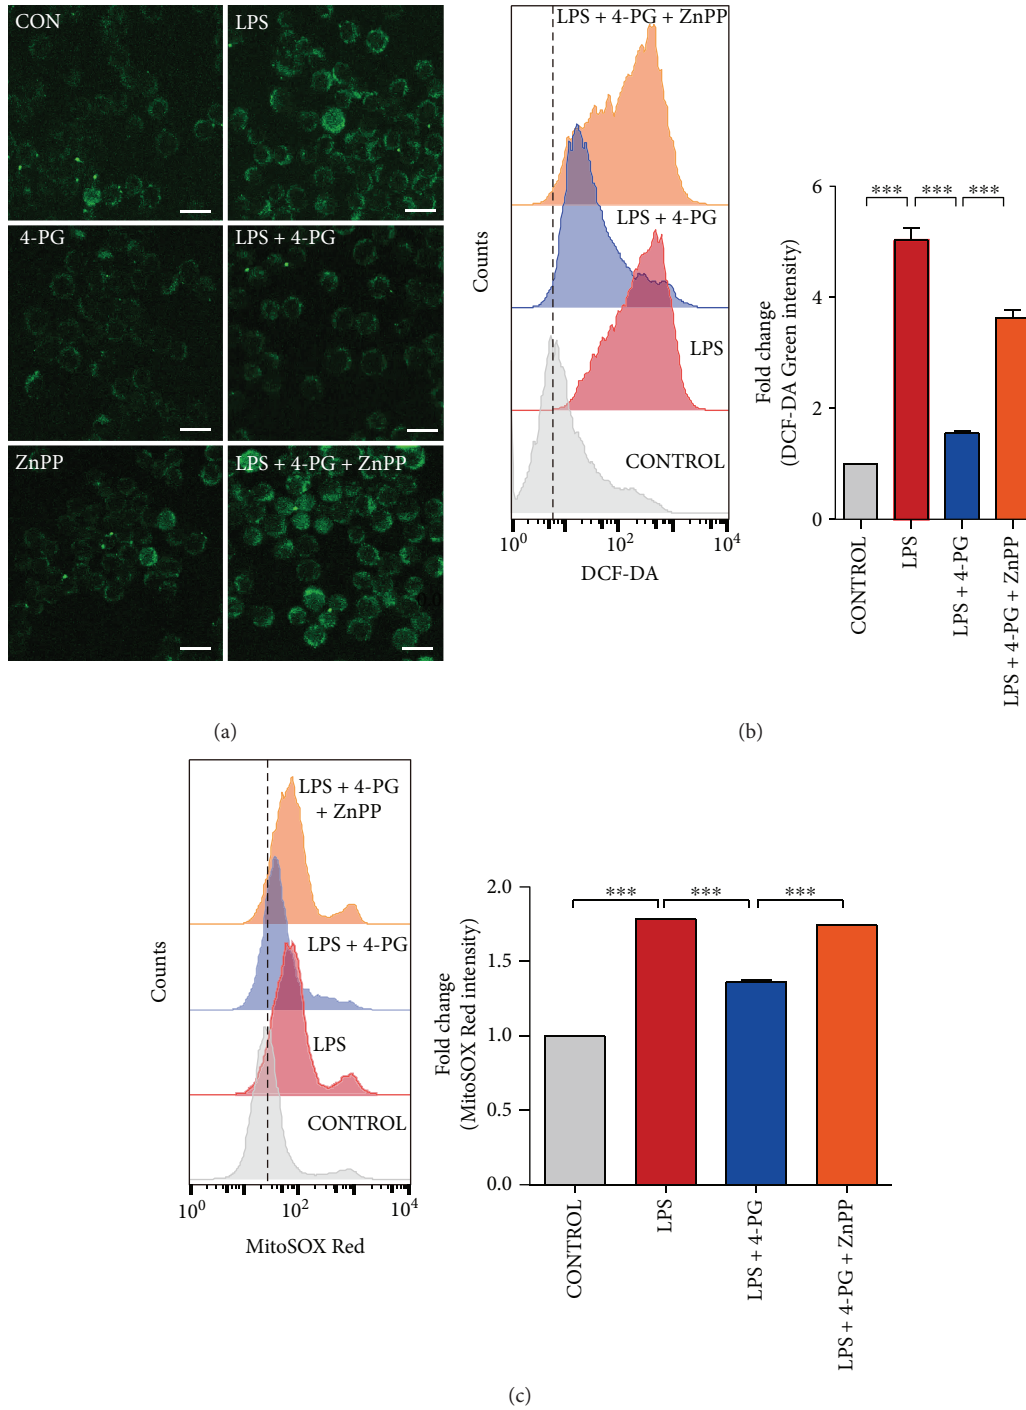 CON
LPS
4-PG
LPS + 4-PG
ZnPP
LPS + 4-PG + ZnPP
(a)
Counts
LPS + 4-PG + ZnPP
LPS + 4-PG
LPS
CONTROL
10^0
10^2
10^4
DCF-DA
Fold change
(DCF-DA Green intensity)
6
4
2
0
*** *** ***
CONTROL
LPS
LPS + 4-PG
LPS + 4-PG + ZnPP
(b)
Counts
LPS + 4-PG
+ ZnPP
LPS + 4-PG
LPS
CONTROL
10^0
10^2
10^4
MitoSOX Red
Fold change
(MitoSOX Red intensity)
2.0
1.5
1.0
0.5
0.0
*** *** ***
CONTROL
LPS
LPS + 4-PG
LPS + 4-PG + ZnPP
(c)